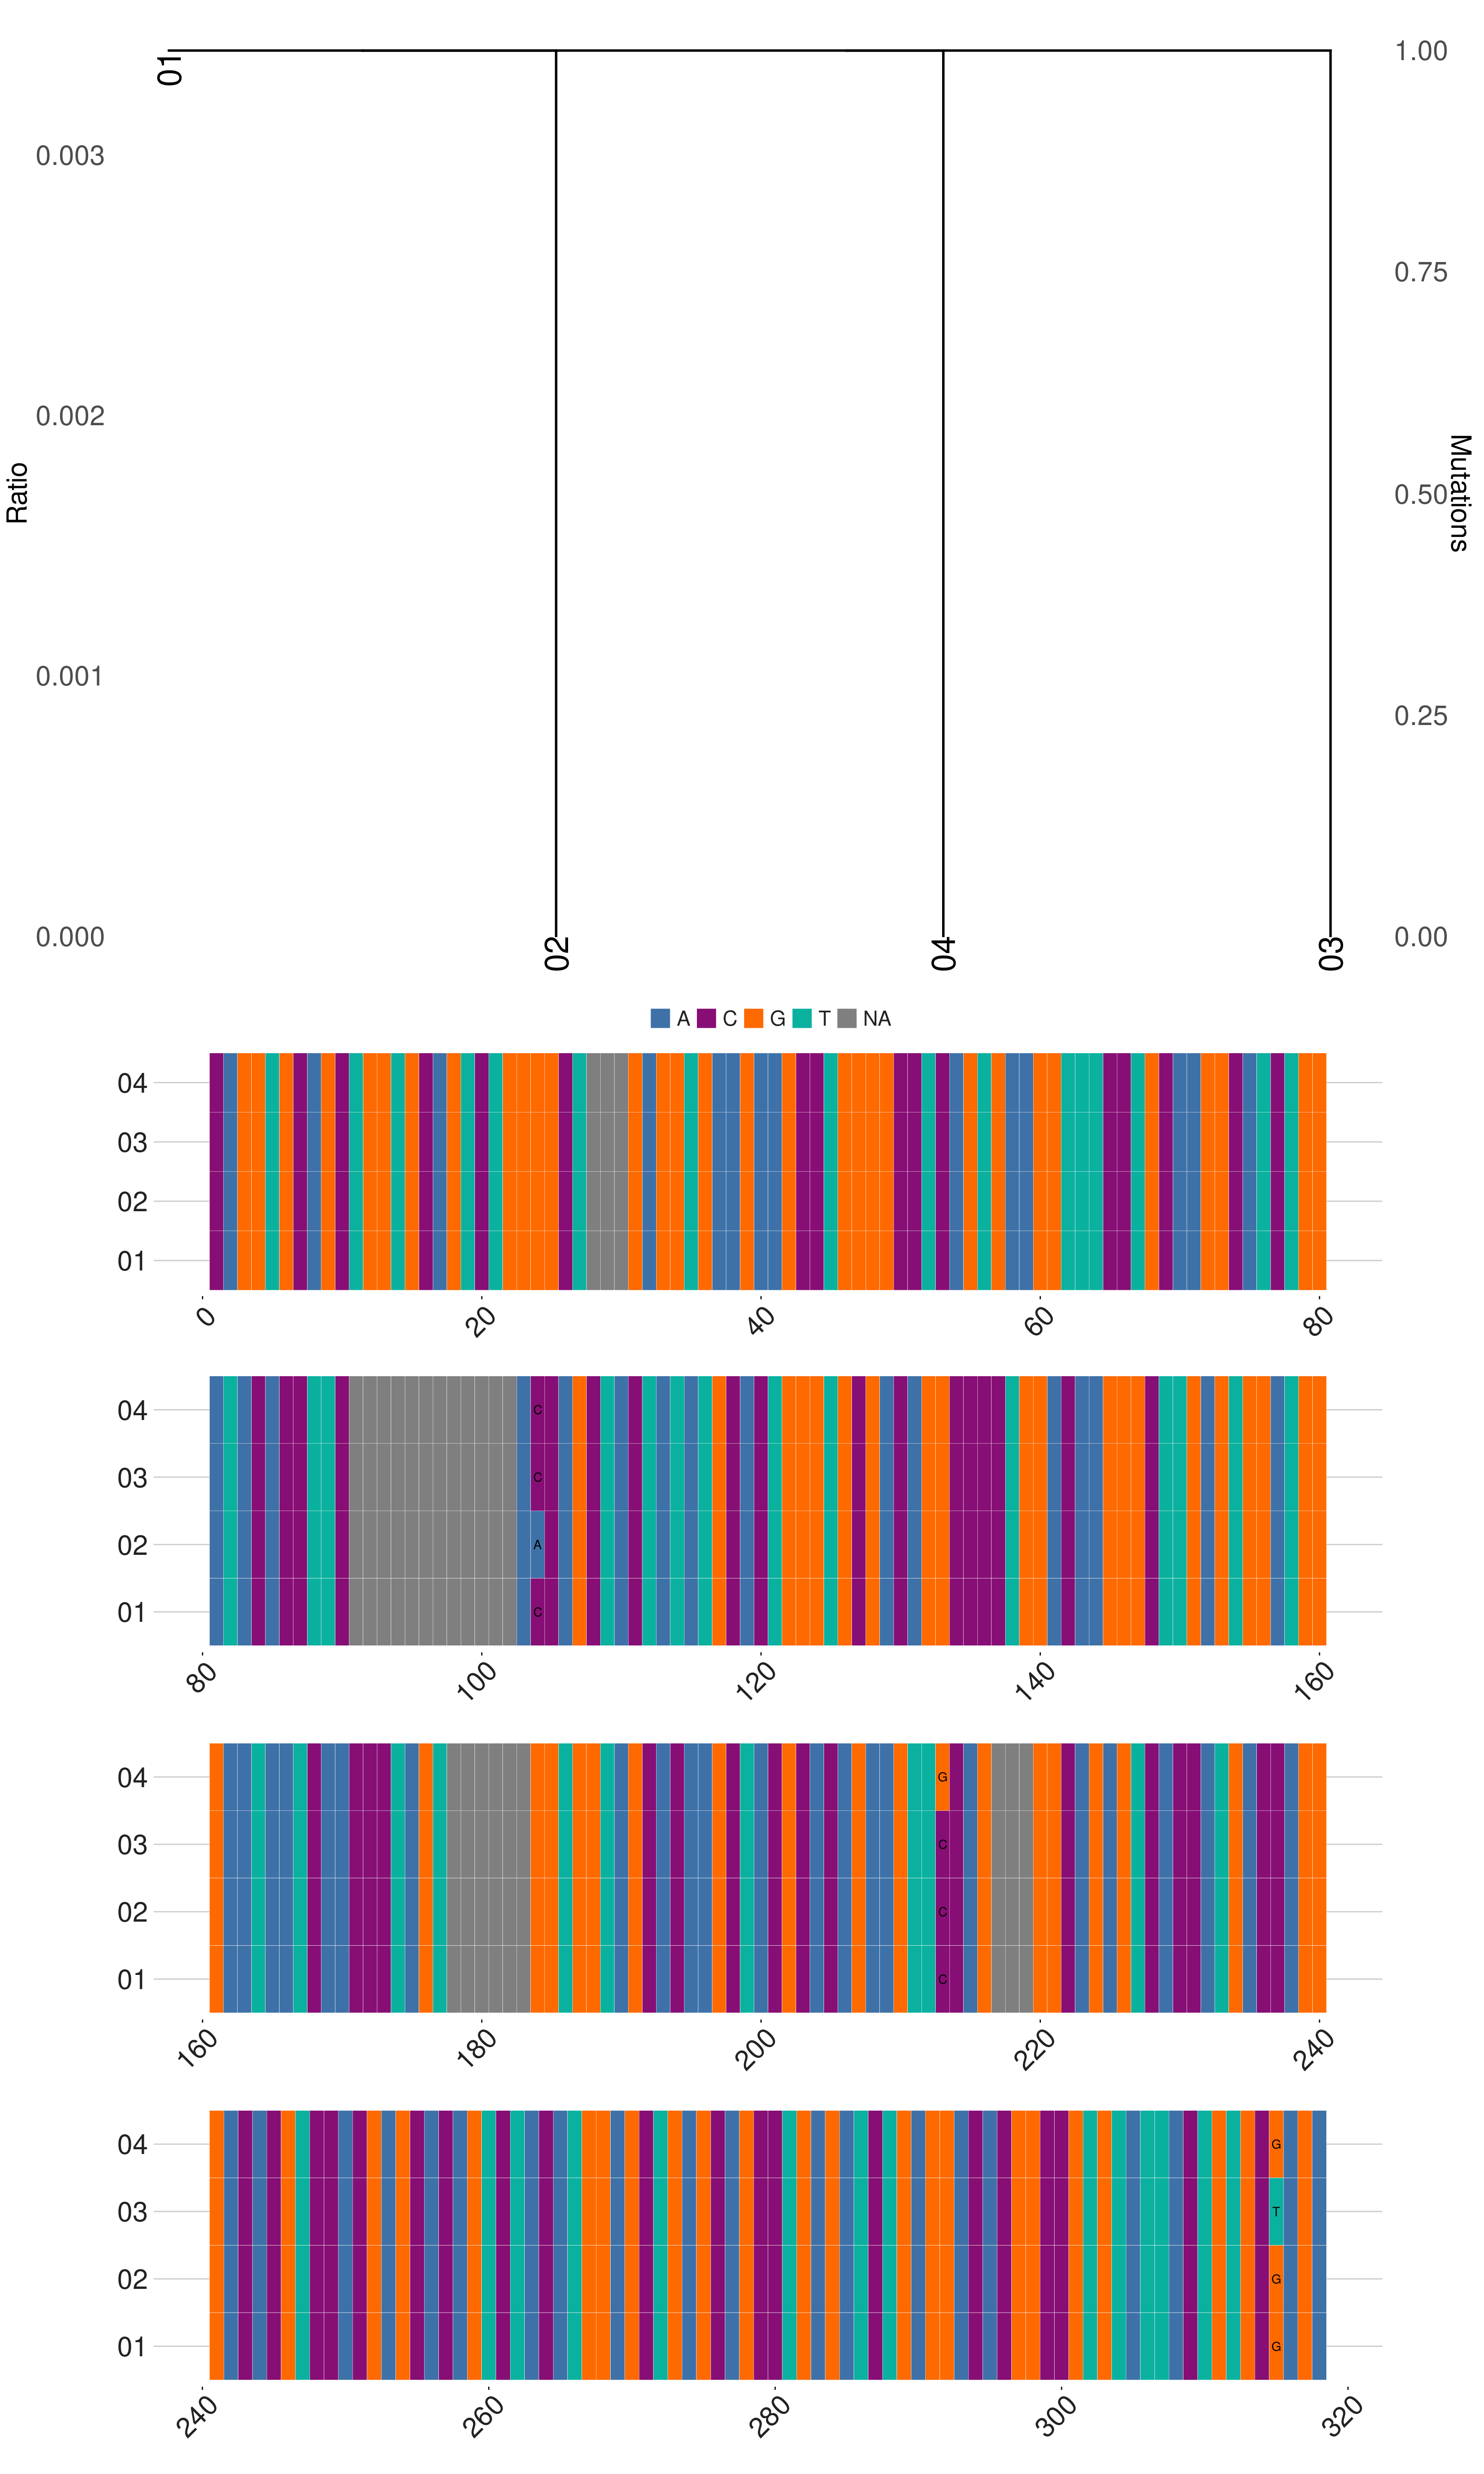 01
1.00
0.003
0.75
0.002
Ratio
0.50
Mutations
0.001
0.25
0.000
0.00
02
04
03
A C G T NA
04
03
02
01
0 20 40 60 80
04 C
03 C
02 A
01 C
80 100 120 140 160
04 G
03 C
02 C
01 C
160 180 200 220 240
04 G
03 T
02 G
01 G
240 260 280 300 320